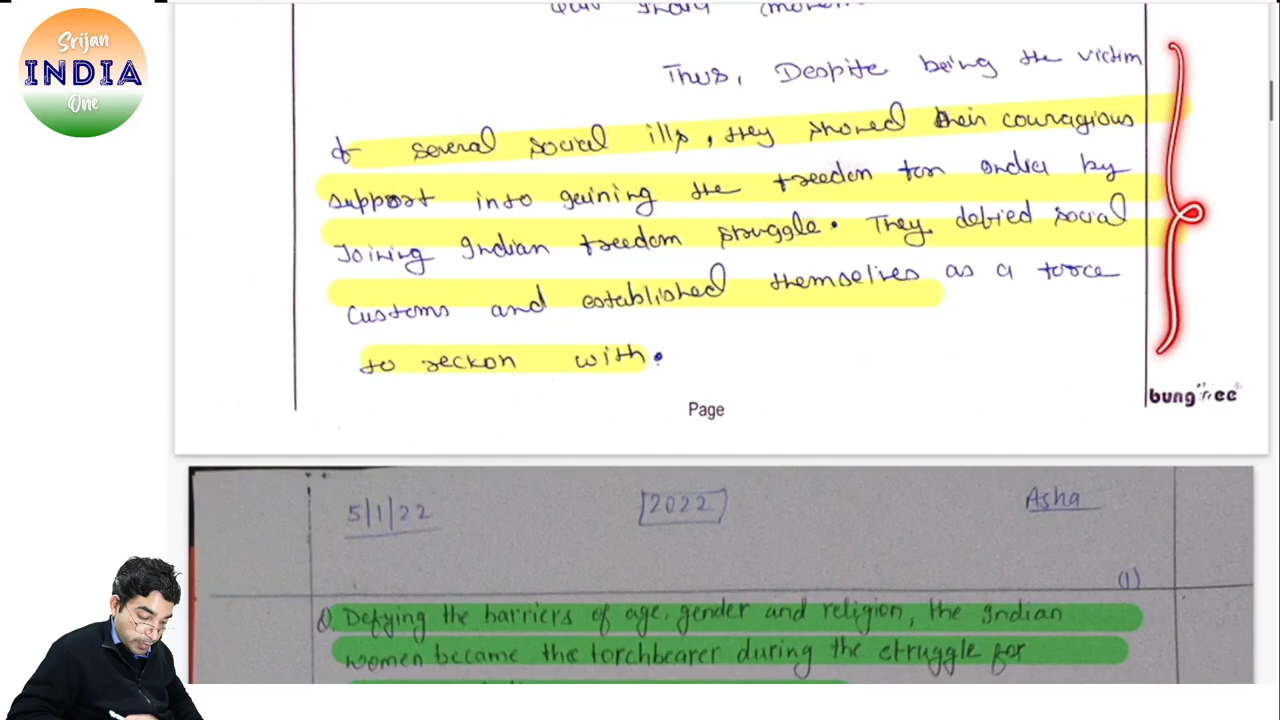 Srijan
INDIA
One
Thus, Despite being the victim
of several social ills, they showed their couragious
support into gaining the freedom for India by
Joining Indian freedom struggle. They defied social
customs and established themselves as a force
to reckon with.
Page
5/1/22 2022 Asha
(1)
Q) Defying the barriers of age, gender and religion, the Indian
women became the torchbearer during the struggle for